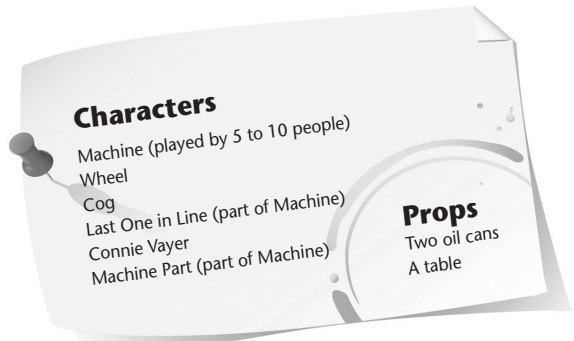 Characters
Machine (played by 5 to 10 people)
Wheel
Cog
Last One in Line (part of Machine)
Connie Vayer
Machine Part (part of Machine)
Props
Two oil cans
A table